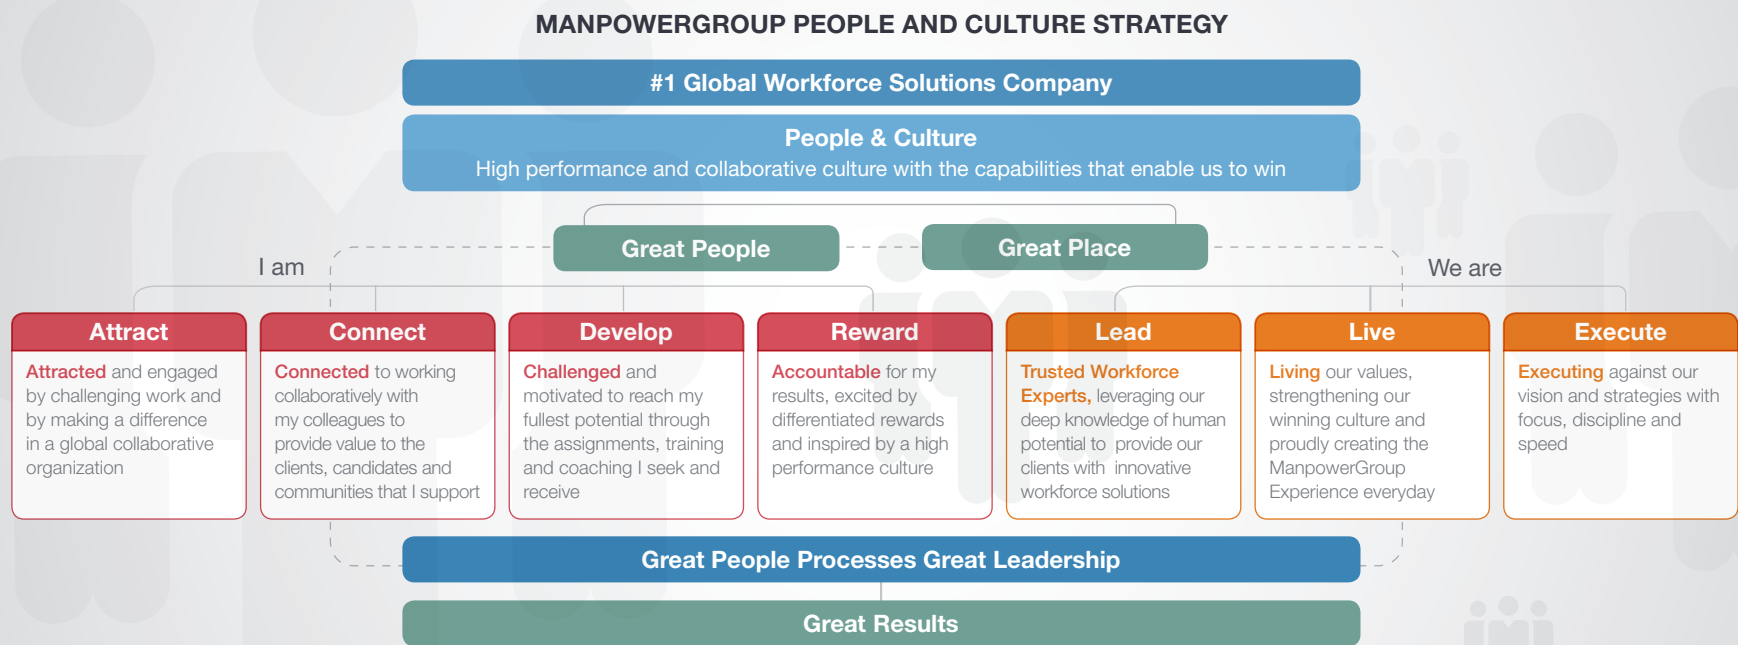 MANPOWERGROUP PEOPLE AND CULTURE STRATEGY
#1 Global Workforce Solutions Company
People & Culture
High performance and collaborative culture with the capabilities that enable us to win
Great People
Great Place
I am
We are
Attract
Attracted and engaged
by challenging work and
by making a difference
in a global collaborative
organization
Connect
Connected to working
collaboratively with
my colleagues to
provide value to the
clients, candidates and
communities that I support
Develop
Challenged and
motivated to reach my
fullest potential through
the assignments, training
and coaching I seek and
receive
Reward
Accountable for my
results, excited by
differentiated rewards
and inspired by a high
performance culture
Lead
Trusted Workforce
Experts, leveraging our
deep knowledge of human
potential to provide our
clients with innovative
workforce solutions
Live
Living our values,
strengthening our
winning culture and
proudly creating the
ManpowerGroup
Experience everyday
Execute
Executing against our
vision and strategies with
focus, discipline and
speed
Great People Processes Great Leadership
Great Results